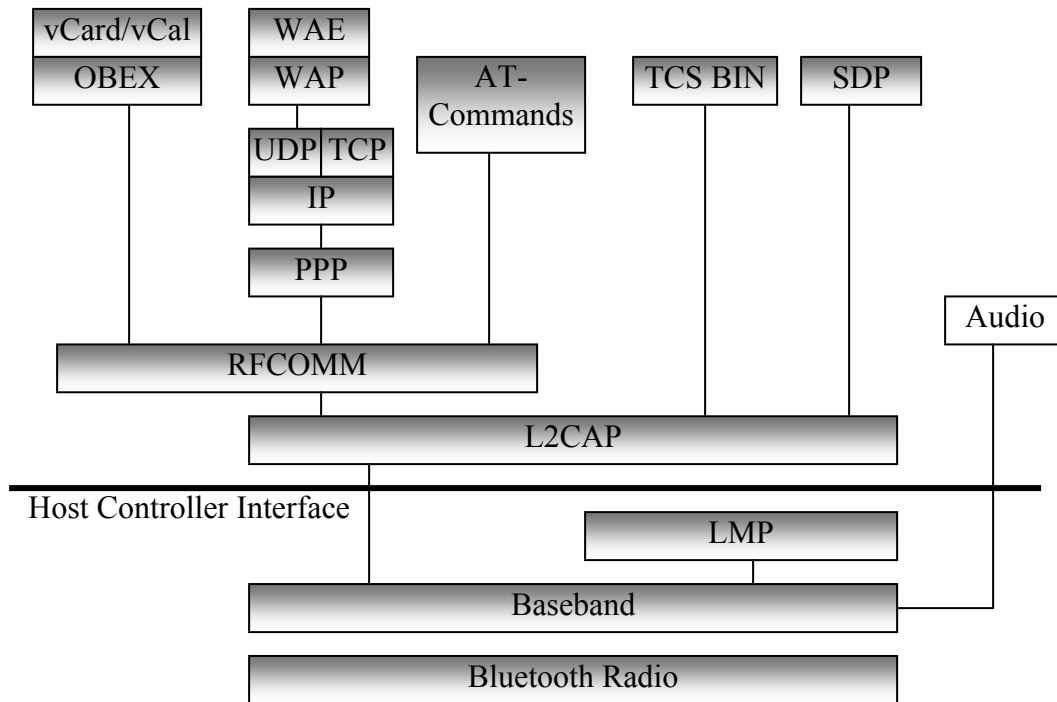 vCard/vCal
OBEX
WAE
WAP
UDP
TCP
IP
PPP
AT-
Commands
TCS BIN
SDP
Audio
RFCOMM
L2CAP
Host Controller Interface
LMP
Baseband
Bluetooth Radio